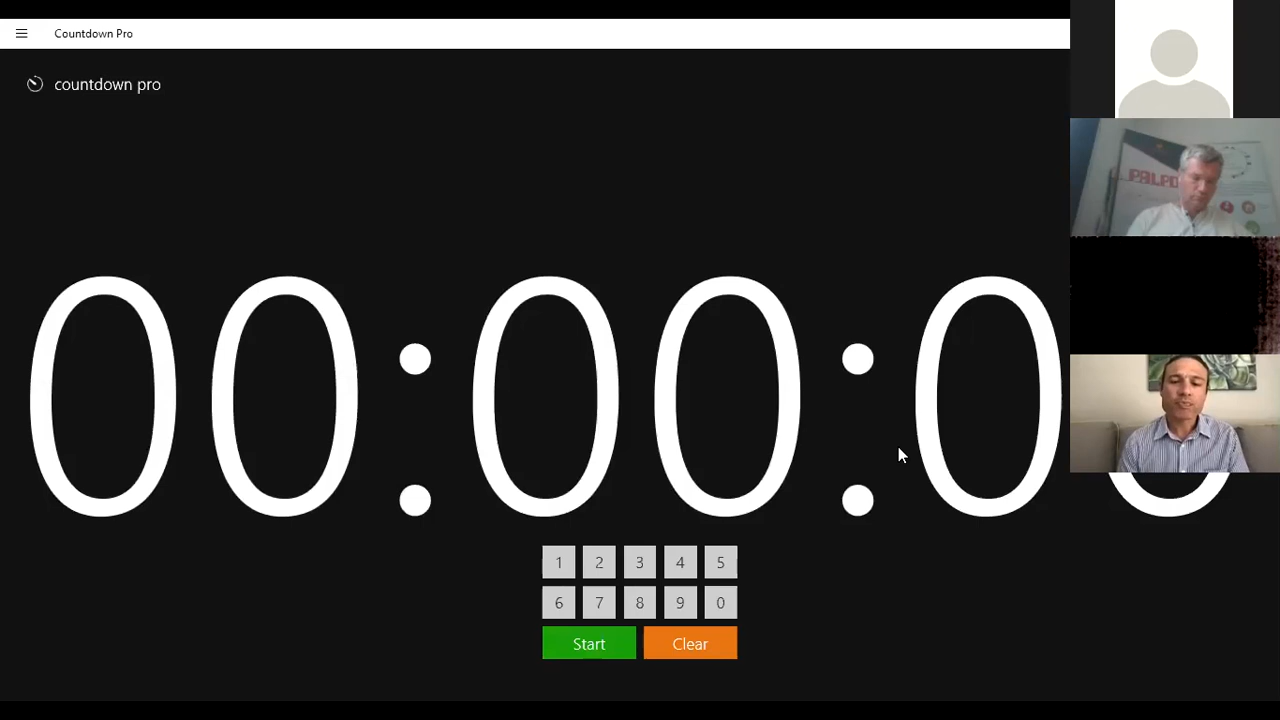 Countdown Pro
countdown pro
00:00:00
1 2 3 4 5
6 7 8 9 0
Start Clear